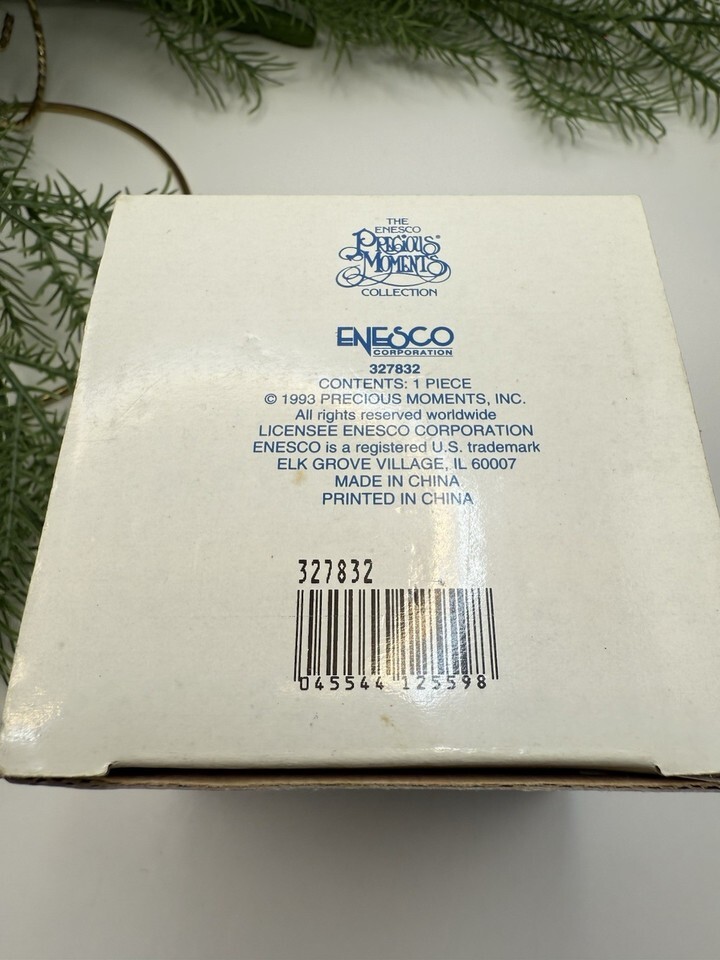 THE
ENESCO
PRECIOUS®
MOMENTS
COLLECTION
ENESCO
CORPORATION
327832
CONTENTS: 1 PIECE
© 1993 PRECIOUS MOMENTS, INC.
All rights reserved worldwide
LICENSEE ENESCO CORPORATION
ENESCO is a registered U.S. trademark
ELK GROVE VILLAGE, IL 60007
MADE IN CHINA
PRINTED IN CHINA
327832
0 45544 12559 8